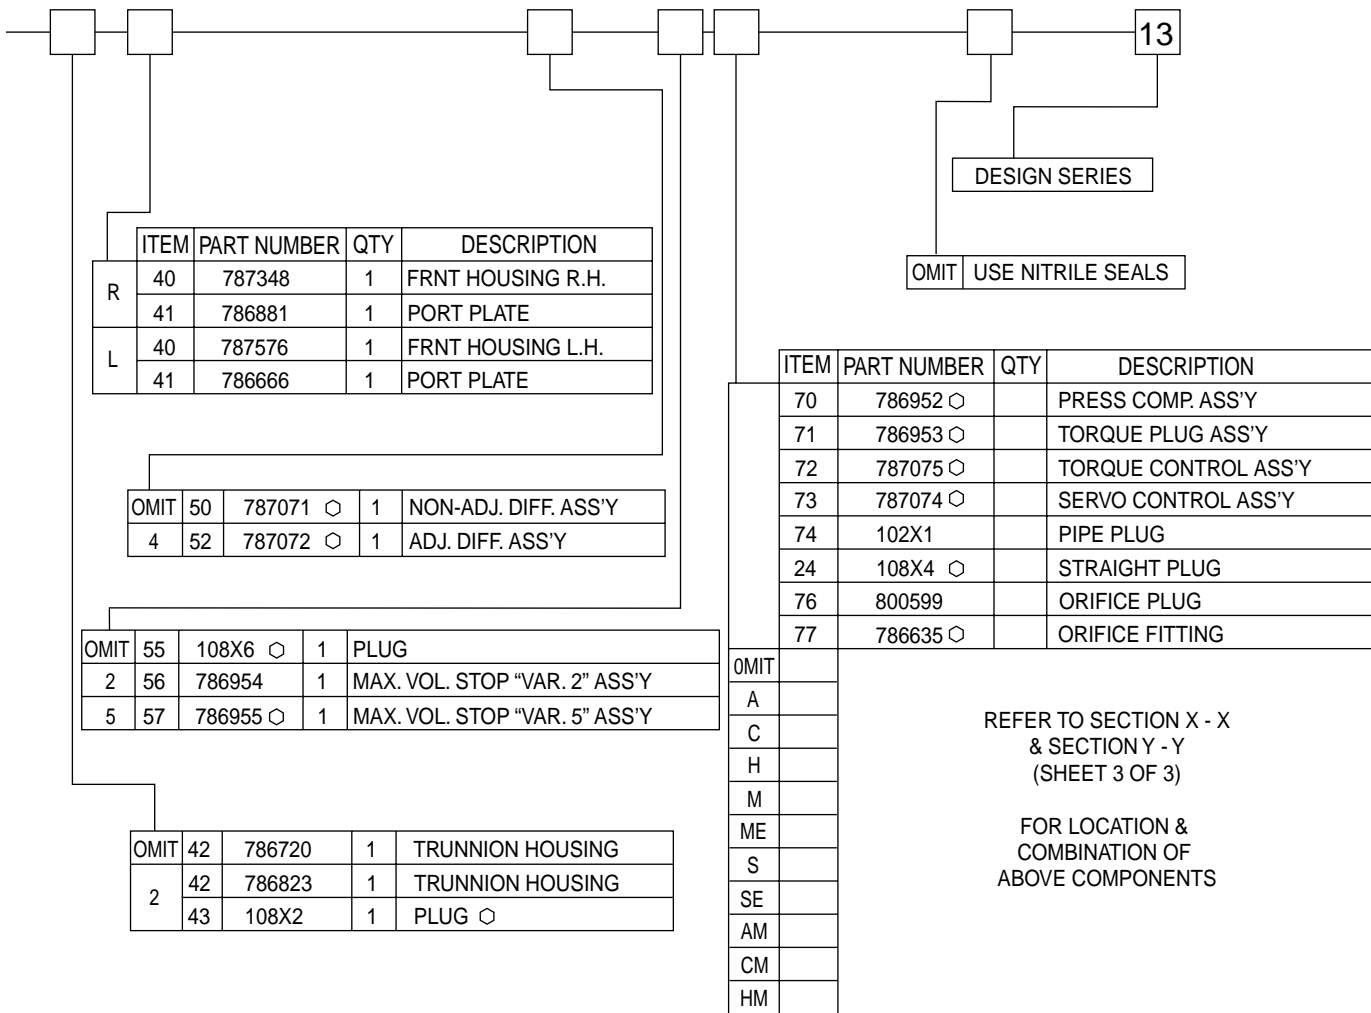 13
DESIGN SERIES
OMIT USE NITRILE SEALS
ITEM PART NUMBER QTY DESCRIPTION
R
40 787348 1 FRNT HOUSING R.H.
41 786881 1 PORT PLATE
L
40 787576 1 FRNT HOUSING L.H.
41 786666 1 PORT PLATE
OMIT 50 787071 1 NON-ADJ. DIFF. ASS'Y
4 52 787072 1 ADJ. DIFF. ASS'Y
OMIT 55 108X6 1 PLUG
2 56 786954 1 MAX. VOL. STOP “VAR. 2” ASS'Y
5 57 786955 1 MAX. VOL. STOP “VAR. 5” ASS'Y
OMIT 42 786720 1 TRUNNION HOUSING
2
42 786823 1 TRUNNION HOUSING
43 108X2 1 PLUG
ITEM PART NUMBER QTY DESCRIPTION
70 786952 PRESS COMP. ASS'Y
71 786953 TORQUE PLUG ASS'Y
72 787075 TORQUE CONTROL ASS'Y
73 787074 SERVO CONTROL ASS'Y
74 102X1 PIPE PLUG
24 108X4 STRAIGHT PLUG
76 800599 ORIFICE PLUG
77 786635 ORIFICE FITTING
0MIT
A
C
H
M
ME
S
SE
AM
CM
HM
REFER TO SECTION X - X
& SECTION Y - Y
(SHEET 3 OF 3)
FOR LOCATION &
COMBINATION OF
ABOVE COMPONENTS